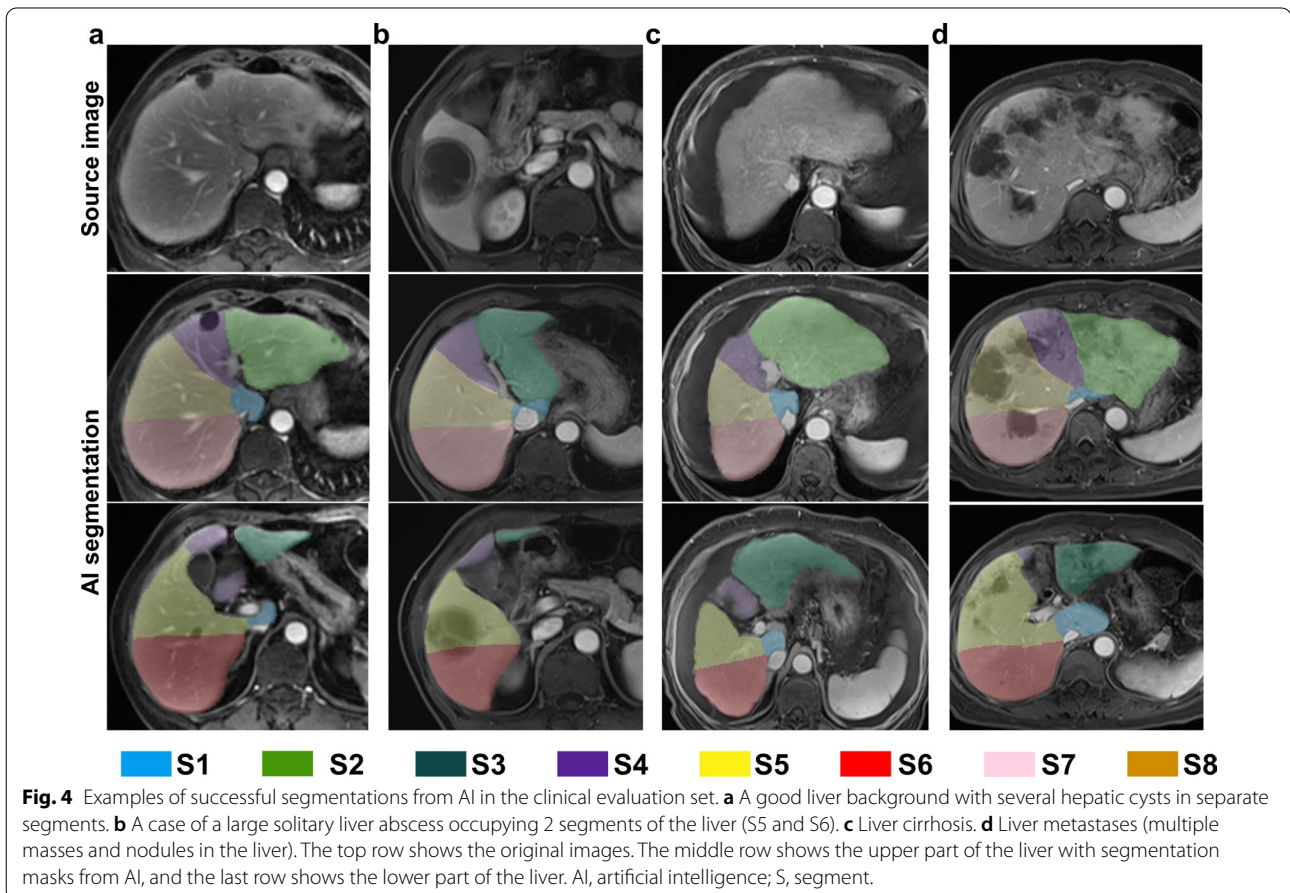 a b c d
Source image
AI segmentation
S1 S2 S3 S4 S5 S6 S7 S8
Fig. 4 Examples of successful segmentations from AI in the clinical evaluation set. a A good liver background with several hepatic cysts in separate
segments. b A case of a large solitary liver abscess occupying 2 segments of the liver (S5 and S6). c Liver cirrhosis. d Liver metastases (multiple
masses and nodules in the liver). The top row shows the original images. The middle row shows the upper part of the liver with segmentation
masks from AI, and the last row shows the lower part of the liver. AI, artificial intelligence; S, segment.